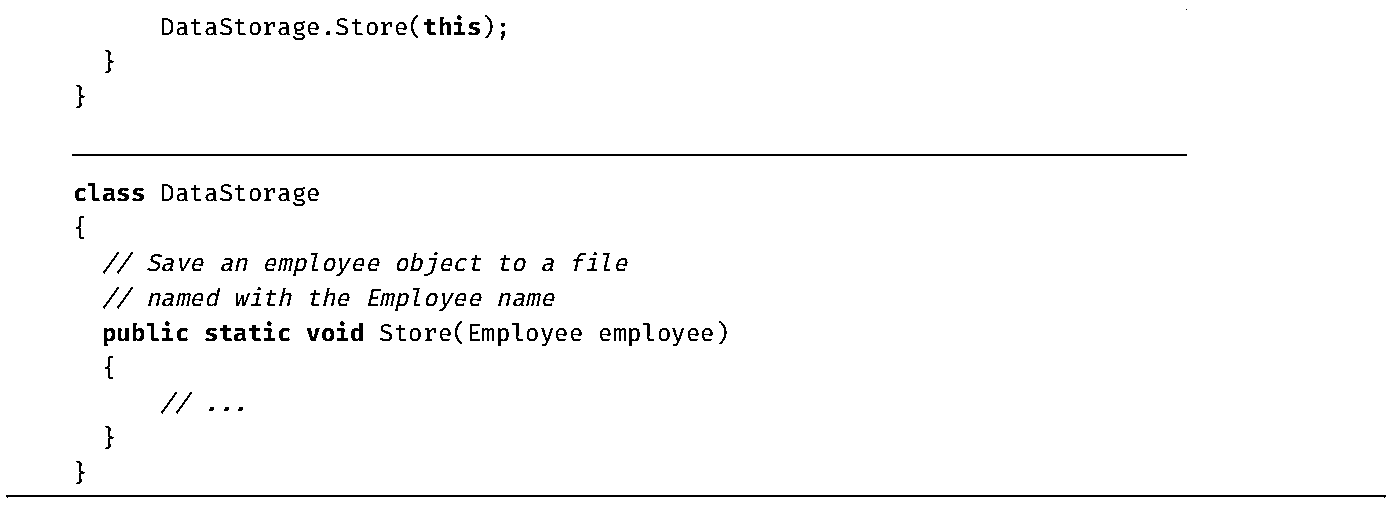 DataStorage.Store(this);
}
}
class DataStorage
{
// Save an employee object to a file
// named with the Employee name
public static void Store(Employee employee)
{
// ...
}
}